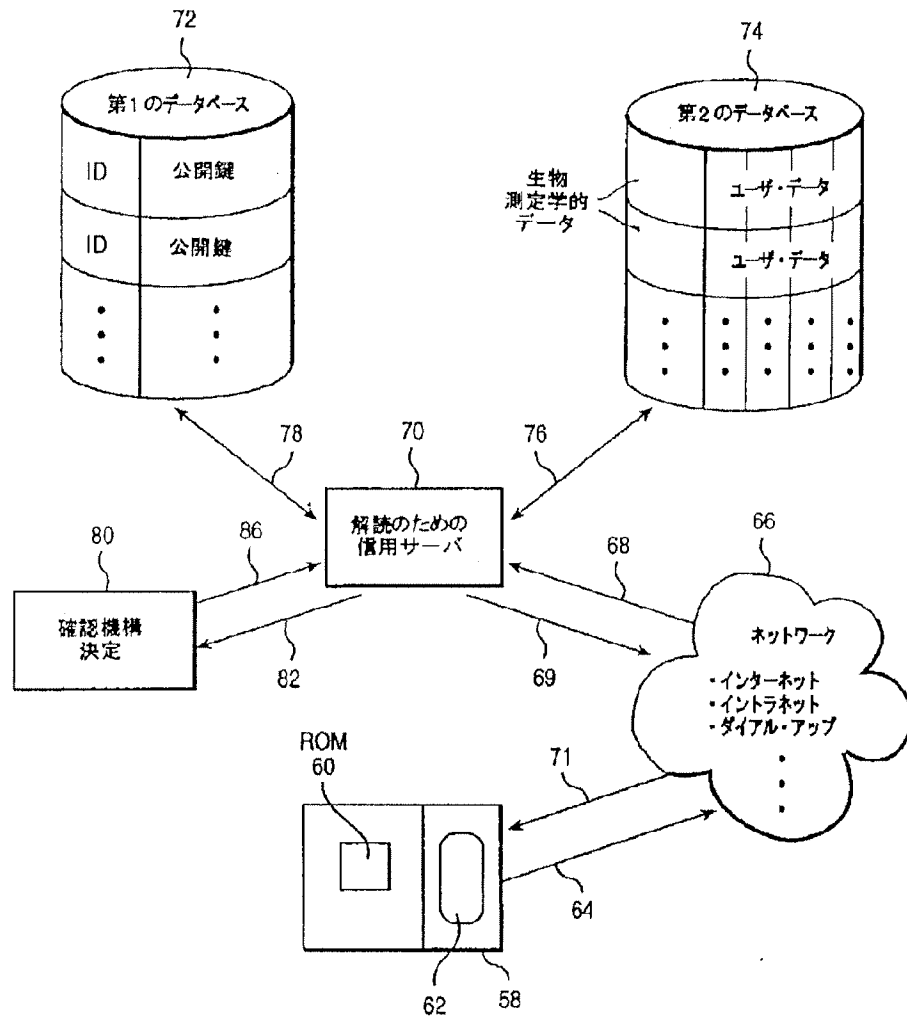 72
74
第1のデータベース
第2のデータベース
ID 公開鍵
ID 公開鍵
生物
測定学的
データ
ユーザ・データ
ユーザ・データ
78
70
76
解読のための
信用サーバ
80
86
68
66
確認機構
決定
82
69
ネットワーク
・インターネット
・イントラネット
・ダイアル・アップ
ROM
60
71
64
62
58